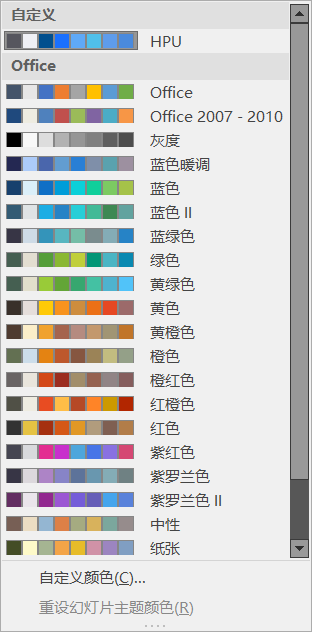 自定义
HPU
Office
Office
Office 2007 - 2010
灰度
蓝色暖调
蓝色
蓝色 II
蓝绿色
绿色
黄绿色
黄色
黄橙色
橙色
橙红色
红橙色
红色
紫红色
紫罗兰色
紫罗兰色 II
中性
纸张
自定义颜色(C)...
重设幻灯片主题颜色(R)